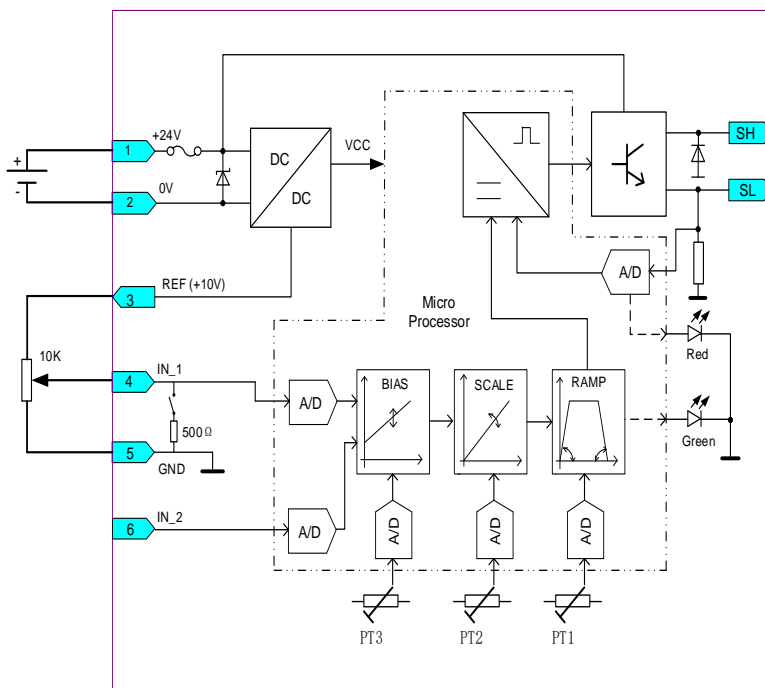 +24V
1
DC
DC
VCC
SH
+
-
0V
2
SL
REF (+10V)
3
A/D
Micro
Processor
10K
IN_1
4
Red
BIAS
SCALE
RAMP
A/D
500Ω
5
GND
Green
IN_2
6
A/D
A/D
A/D
A/D
PT3
PT2
PT1